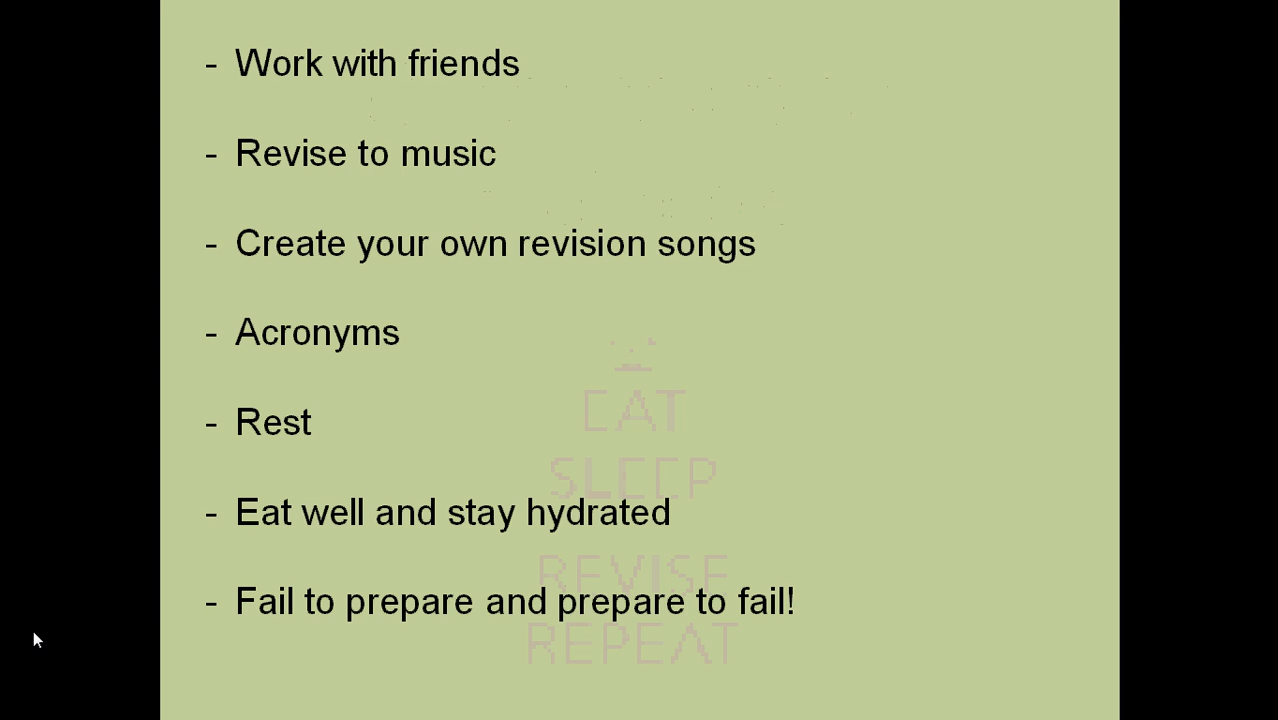 - Work with friends
- Revise to music
- Create your own revision songs
- Acronyms
- Rest
EAT
SLEEP
- Eat well and stay hydrated
REVISE
- Fail to prepare and prepare to fail!
REPEAT